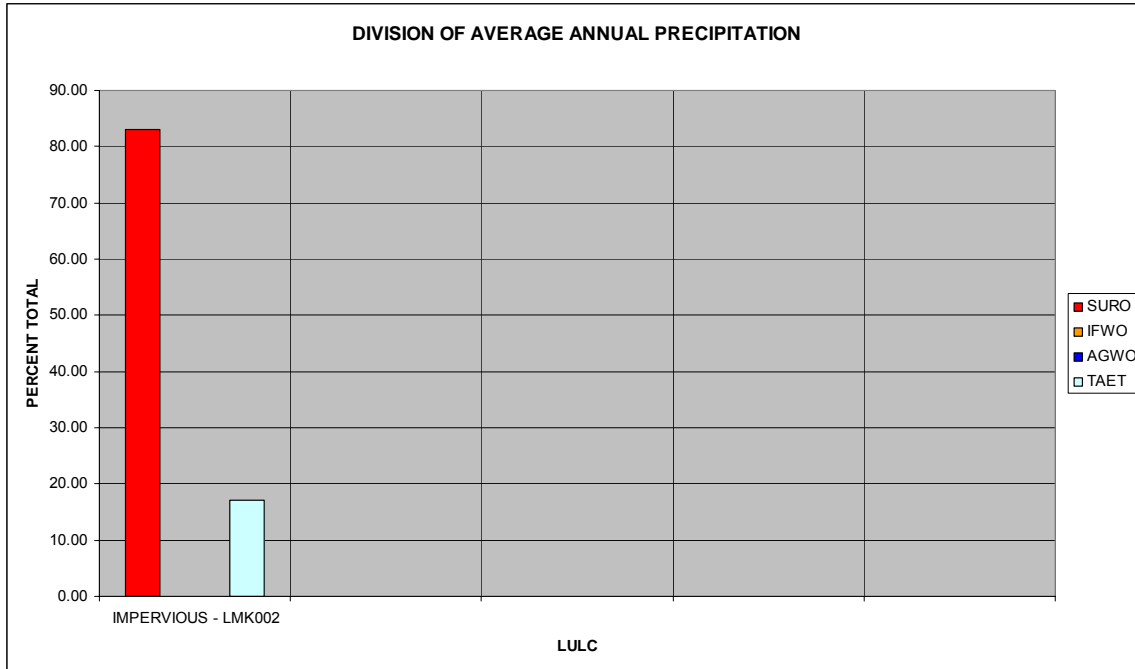 DIVISION OF AVERAGE ANNUAL PRECIPITATION
90.00
80.00
70.00
60.00
50.00
40.00
30.00
20.00
10.00
0.00
PERCENT TOTAL
IMPERVIOUS - LMK002
LULC
SURO
IFWO
AGWO
TAET